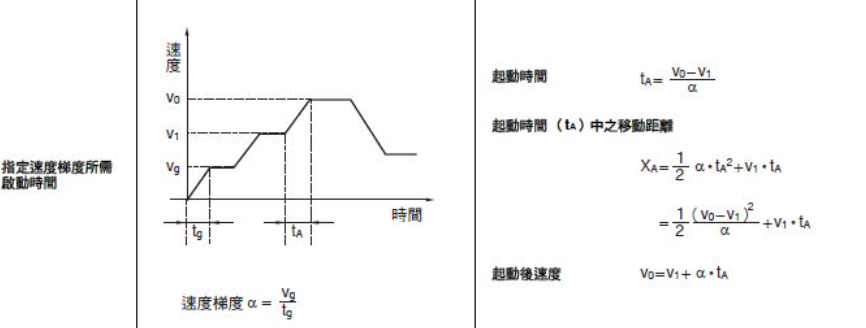 指定速度梯度所需
啟動時間
速度
v₀
v₁
vg
tg
tA
時間
速度梯度 α = vg/tg
起動時間 tA= (v₀−v₁)/α
起動時間（tA）中之移動距離
XA= 1/2 α・tA²+v₁・tA
= 1/2 (v₀−v₁)²/α +v₁・tA
起動後速度 v₀=v₁+ α・tA